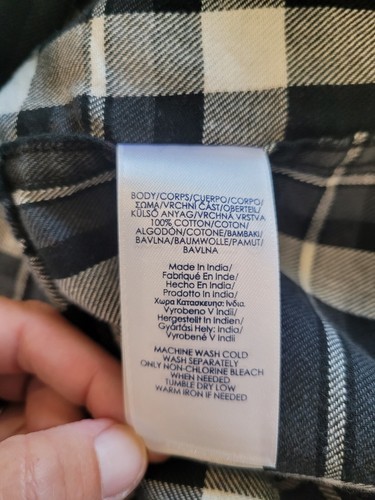 BODY/CORPS/CUERPO/CORPO/
ΣΩΜΑ/VRCHNÍ ČÁST/OBERTEIL/
KÜLSŐ ANYAG/VRCHNÁ VRSTVA
100% COTTON/COTON/
ALGODÓN/COTONE/BAMBAKI/
BAVLNA/BAUMWOLLE/PAMUT/
BAVLNA
Made In India/
Fabriqué En Inde/
Hecho En India/
Prodotto In India/
Χωρα Κατασκευησ: Ινδια.
Vyrobeno V Indii/
Hergestellt In Indien/
Gyártási Hely: India/
Vyrobené V Indii
MACHINE WASH COLD
WASH SEPARATELY
ONLY NON-CHLORINE BLEACH
WHEN NEEDED
TUMBLE DRY LOW
WARM IRON IF NEEDED